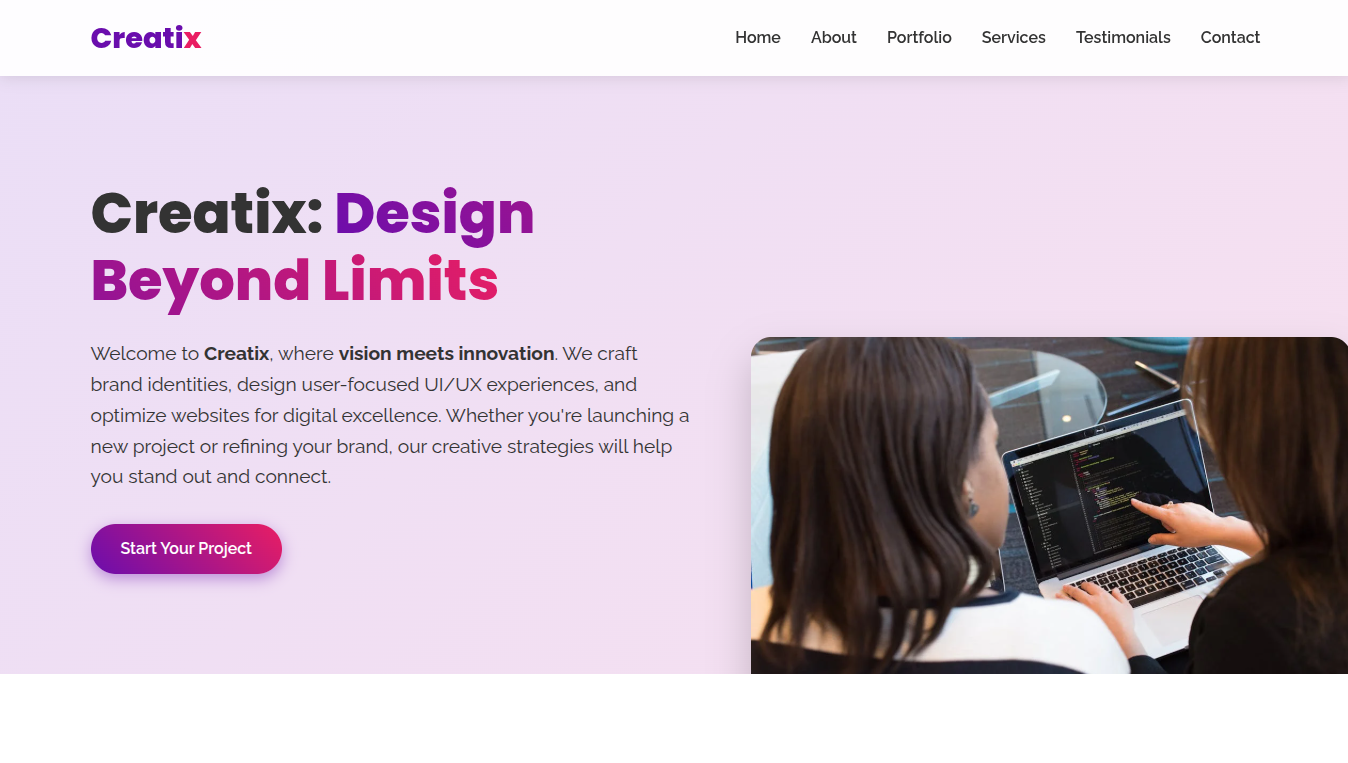 Creatix
Home About Portfolio Services Testimonials Contact
Creatix: Design
Beyond Limits
Welcome to Creatix, where vision meets innovation. We craft
brand identities, design user-focused UI/UX experiences, and
optimize websites for digital excellence. Whether you're launching a
new project or refining your brand, our creative strategies will help
you stand out and connect.
Start Your Project